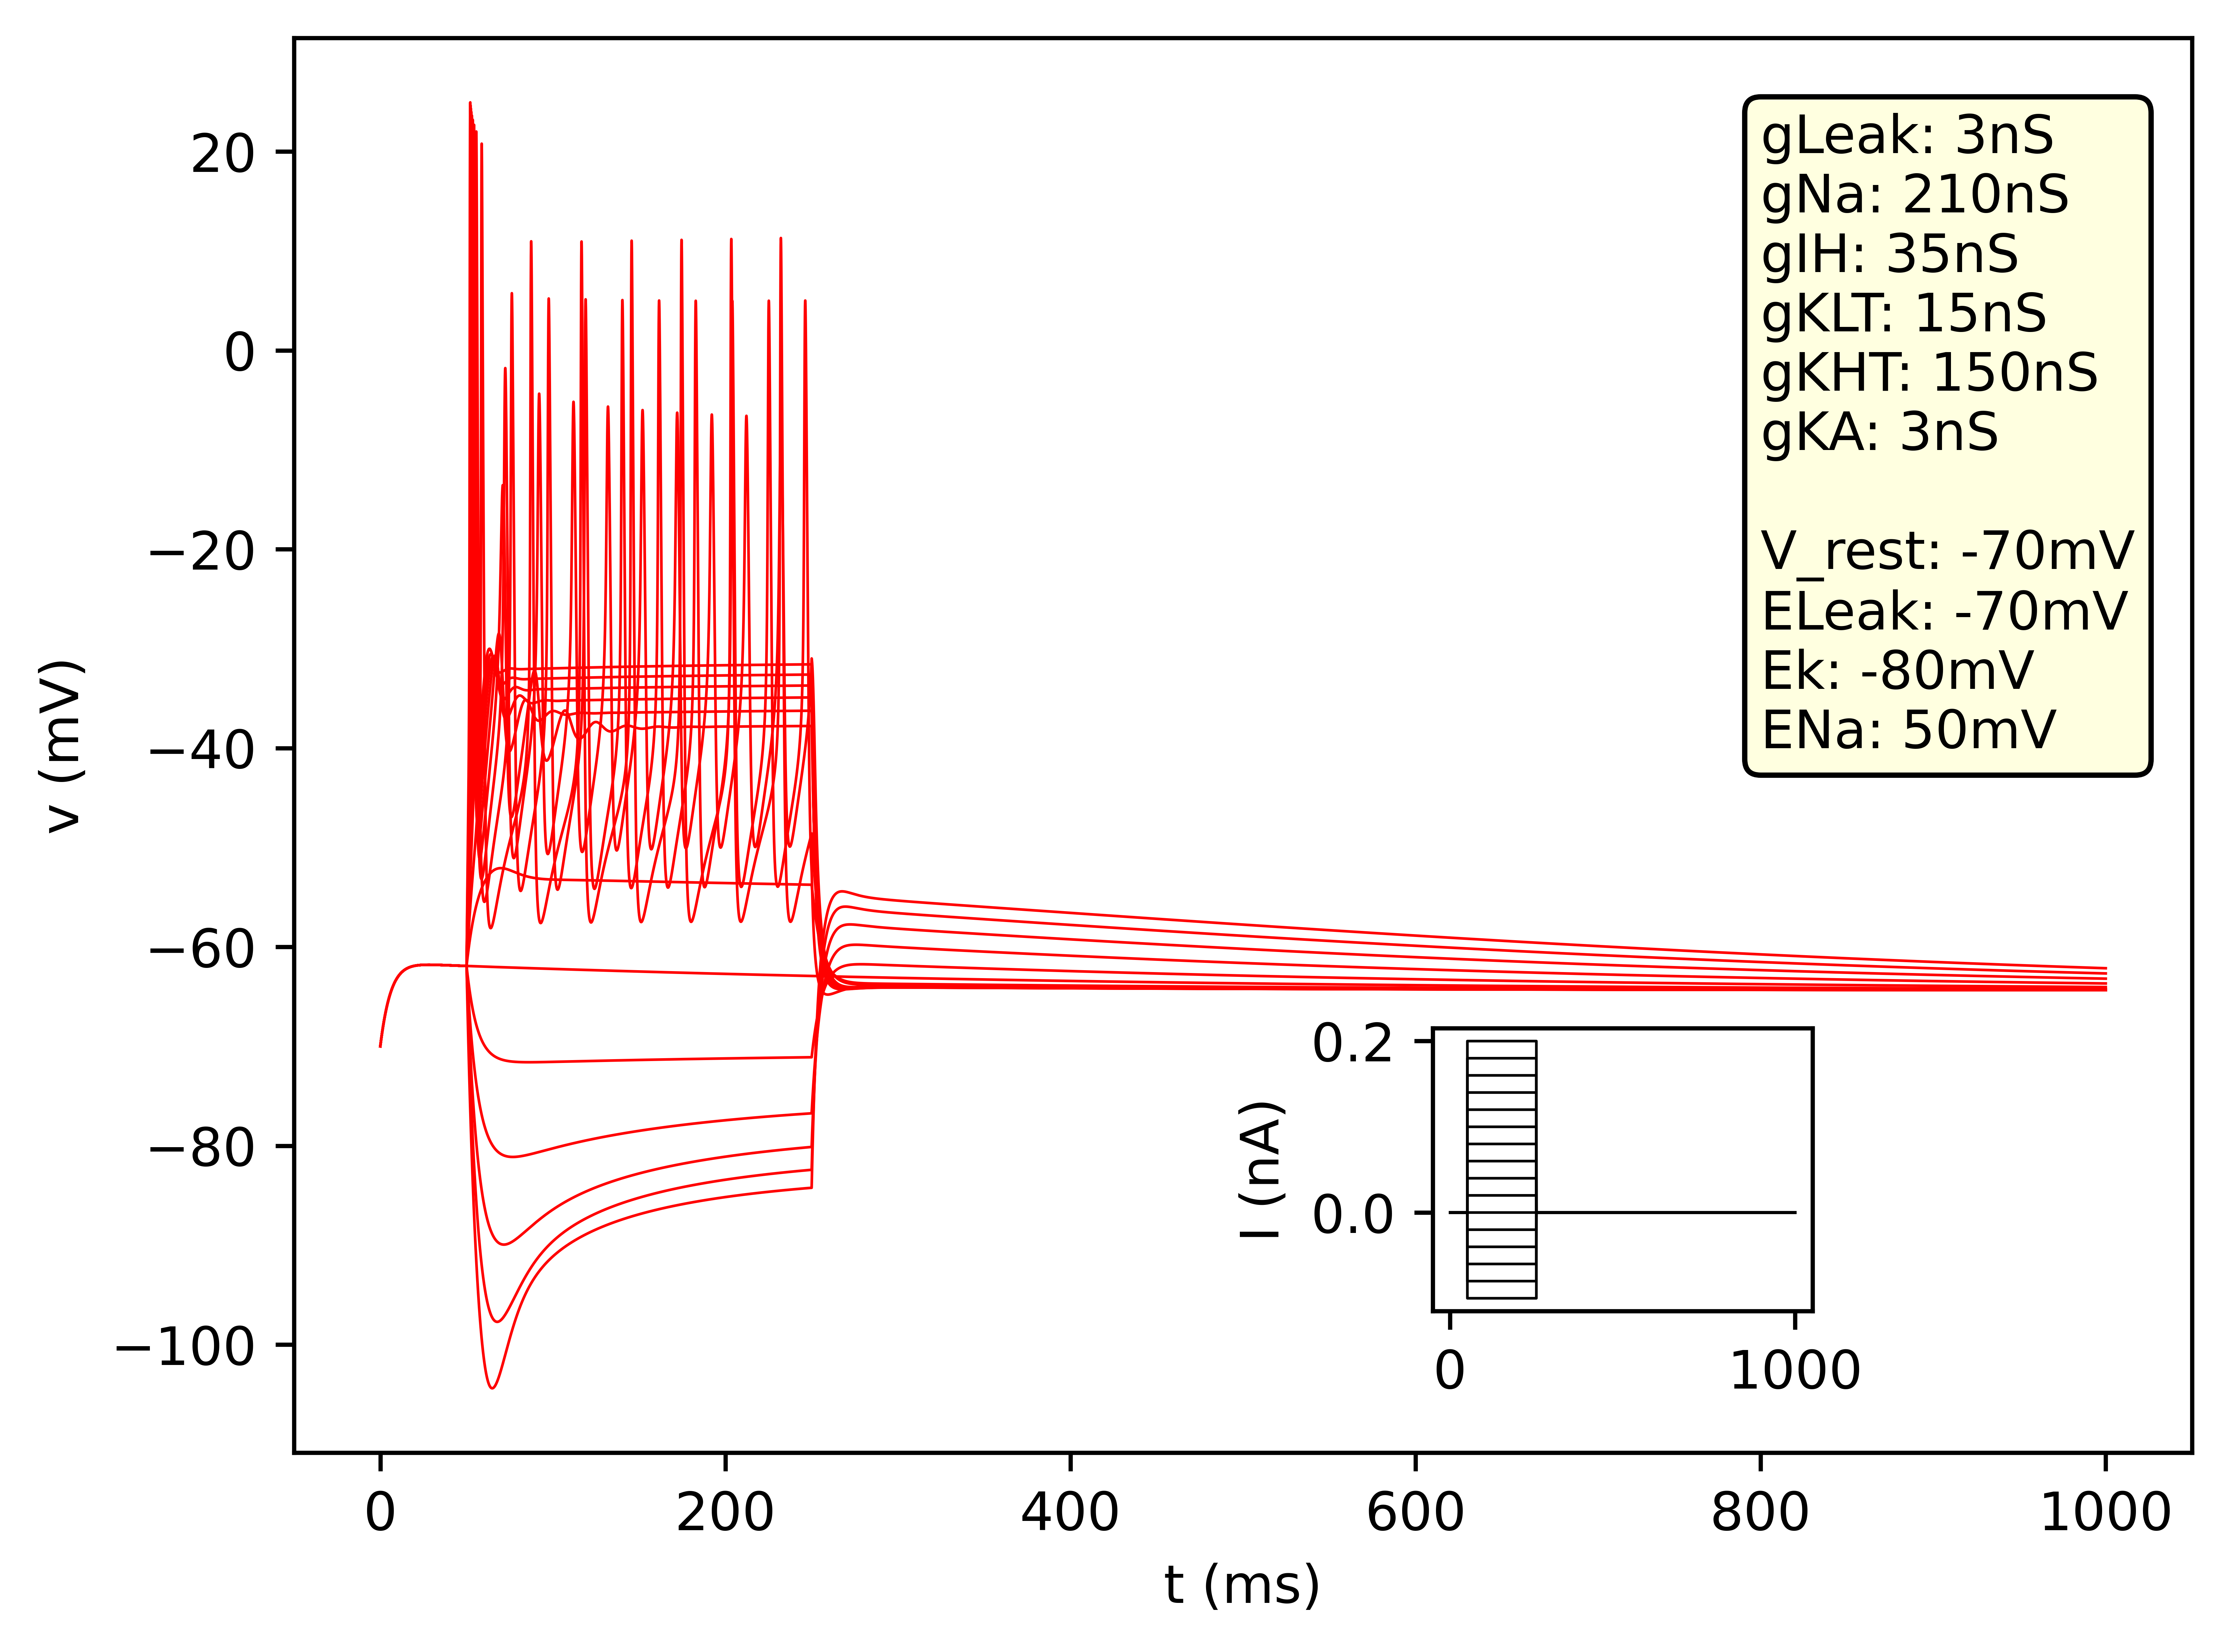 20
0
−20
−40
−60
−80
−100
v (mV)
0 200 400 600 800 1000
t (ms)
gLeak: 3nS
gNa: 210nS
gIH: 35nS
gKLT: 15nS
gKHT: 150nS
gKA: 3nS
V_rest: -70mV
ELeak: -70mV
Ek: -80mV
ENa: 50mV
0.2
0.0
I (nA)
0 1000